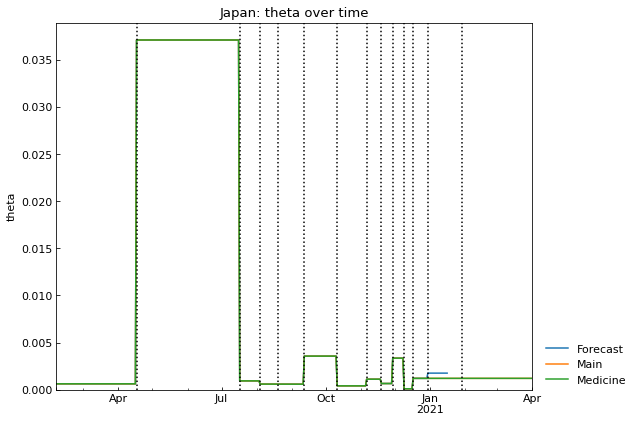 Japan: theta over time
theta
0.035
0.030
0.025
0.020
0.015
0.010
0.005
0.000
Apr Jul Oct Jan Apr
2021
Forecast
Main
Medicine